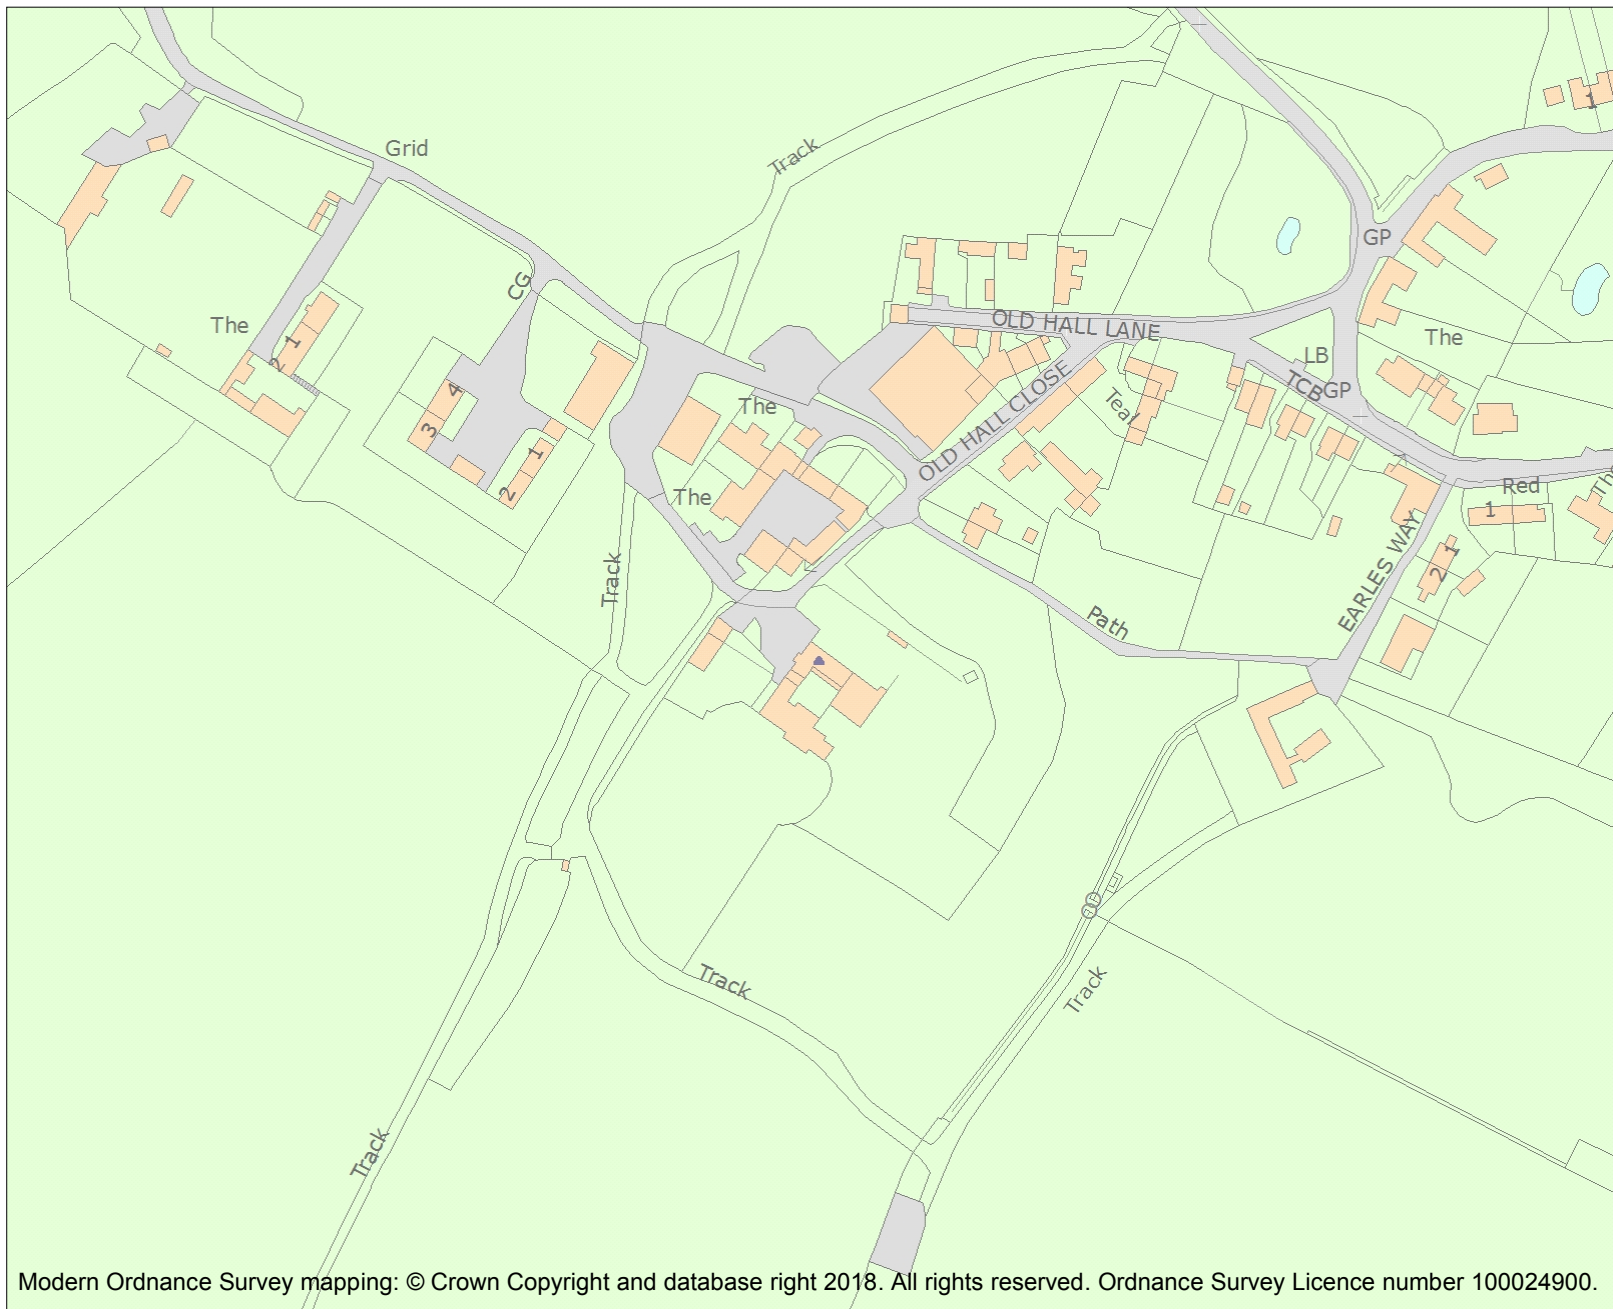 1
Grid
Track
GP
CG
The
OLD HALL LANE
The
1
2
LB
TCB
GP
4
The
OLD HALL CLOSE
Teal
3
1
2
The
Red
1
Track
EARLES WAY
1
2
Path
Track
Track
Track
Modern Ordnance Survey mapping: © Crown Copyright and database right 2018. All rights reserved. Ordnance Survey Licence number 100024900.